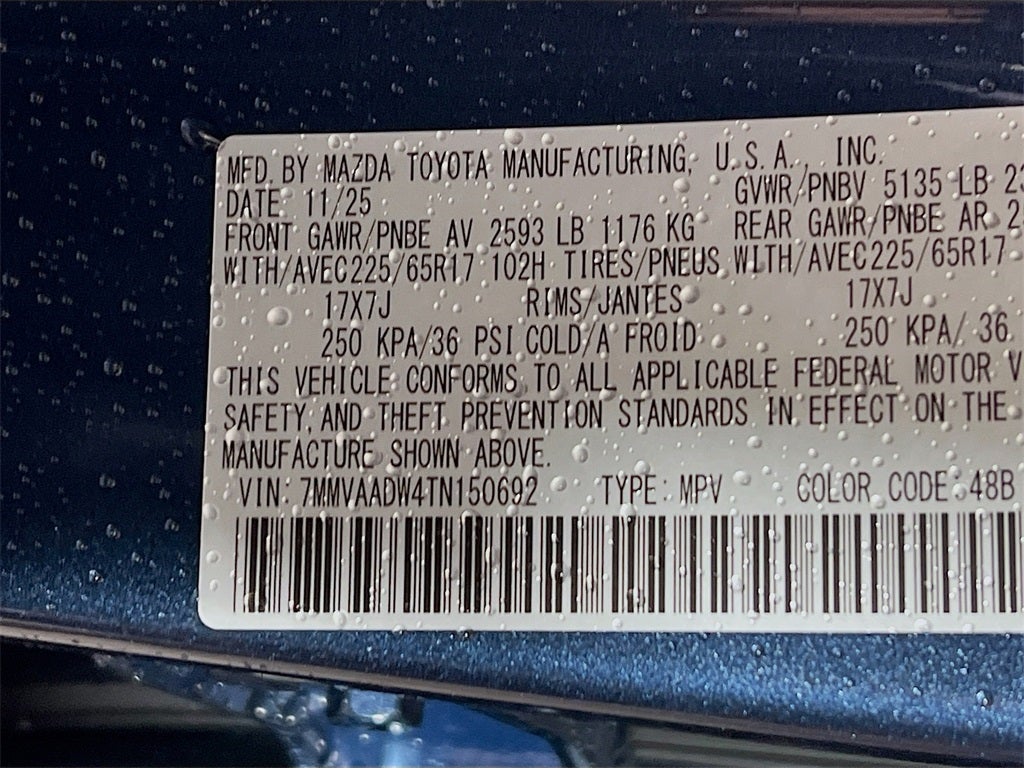 MFD. BY MAZDA TOYOTA MANUFACTURING, U.S.A., INC.
DATE: 11/25 GVWR/PNBV 5135 LB
FRONT GAWR/PNBE AV 2593 LB 1176 KG REAR GAWR/PNBE AR
WITH/AVEC225/65R17 102H TIRES/PNEUS WITH/AVEC225/65R17
17X7J RIMS/JANTES 17X7J
250 KPA/36 PSI COLD/A FROID 250 KPA/ 36
THIS VEHICLE CONFORMS TO ALL APPLICABLE FEDERAL MOTOR V
SAFETY, AND THEFT PREVENTION STANDARDS IN EFFECT ON THE
MANUFACTURE SHOWN ABOVE.
VIN: 7MMVAADW4TN150692 TYPE: MPV COLOR CODE: 48B